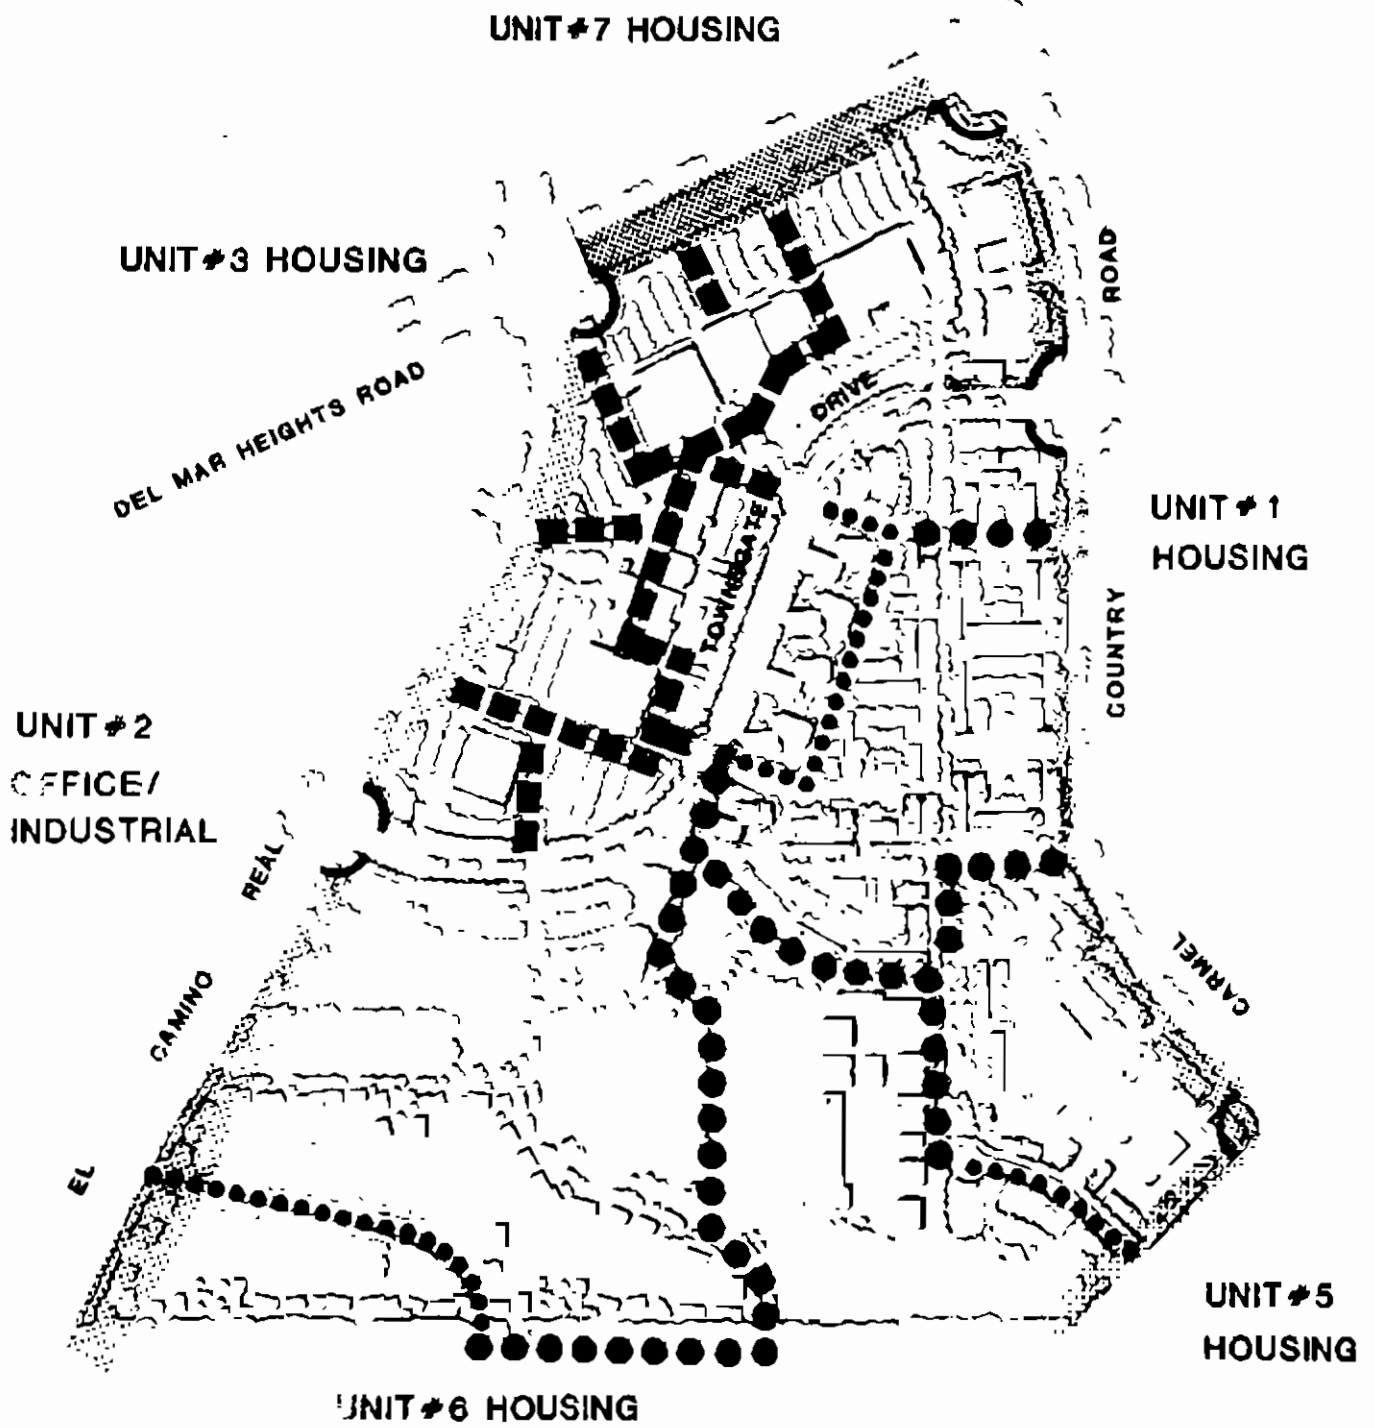 UNIT#7 HOUSING
UNIT#3 HOUSING
ROAD
DEL MAR HEIGHTS ROAD
DRIVE
TOWNGATE
UNIT#1
HOUSING
COUNTRY
UNIT#2
OFFICE/
INDUSTRIAL
REAL
CAMINO
EL
CARMEL
UNIT#5
HOUSING
UNIT#6 HOUSING